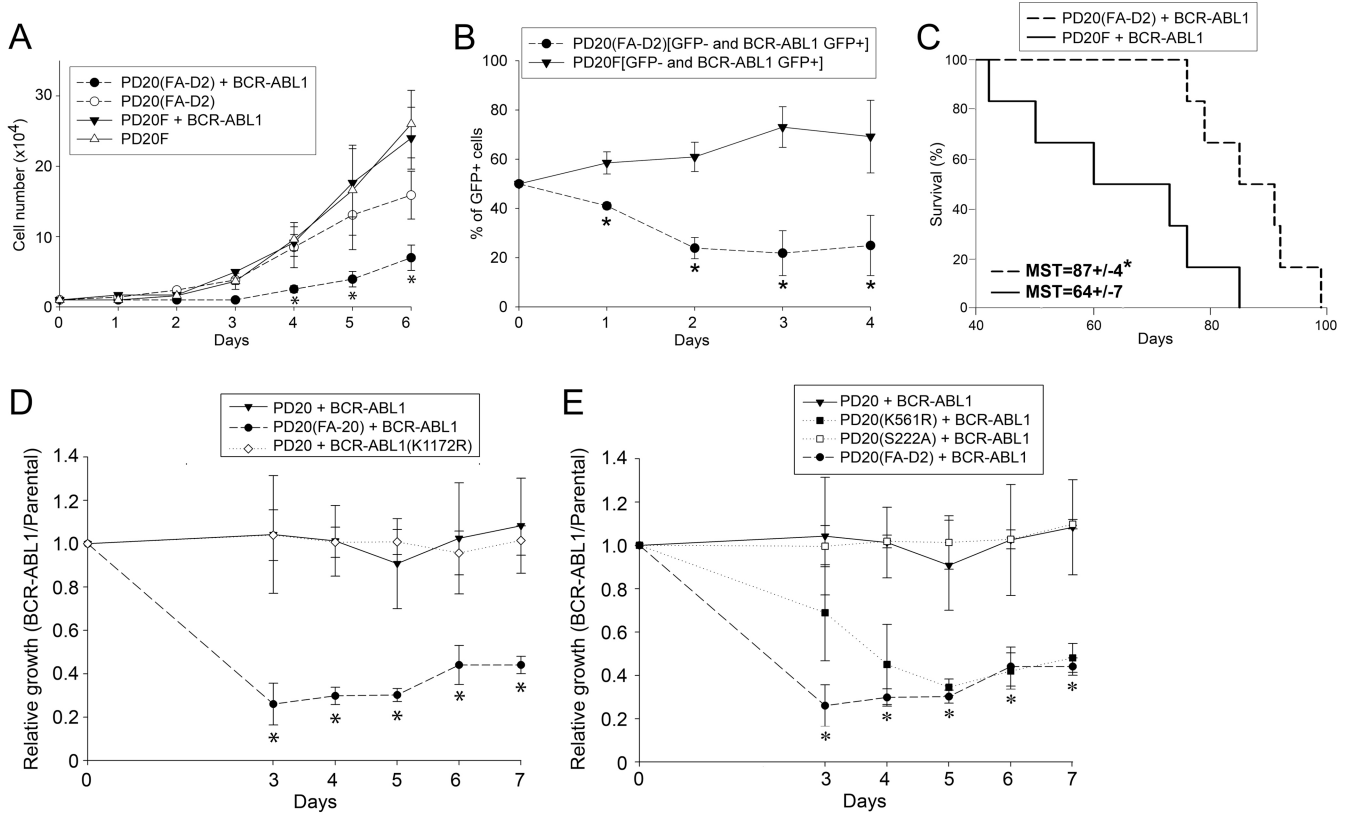 A
PD20(FA-D2) + BCR-ABL1
PD20(FA-D2)
PD20F + BCR-ABL1
PD20F
Cell number (x10⁴)
30
20
10
0
0 1 2 3 4 5 6
* * *
Days
B
PD20(FA-D2)[GFP- and BCR-ABL1 GFP+]
PD20F[GFP- and BCR-ABL1 GFP+]
% of GFP+ cells
100
80
60
40
20
0
0 1 2 3 4
* * * *
Days
C
PD20(FA-D2) + BCR-ABL1
PD20F + BCR-ABL1
Survival (%)
100
80
60
40
20
0
MST=87+/-4*
MST=64+/-7
40 60 80 100
Days
D
PD20 + BCR-ABL1
PD20(FA-20) + BCR-ABL1
PD20 + BCR-ABL1(K1172R)
Relative growth (BCR-ABL1/Parental)
1.4
1.2
1.0
0.8
0.6
0.4
0.2
0
* * * * *
0 3 4 5 6 7
Days
E
PD20 + BCR-ABL1
PD20(K561R) + BCR-ABL1
PD20(S222A) + BCR-ABL1
PD20(FA-D2) + BCR-ABL1
Relative growth (BCR-ABL1/Parental)
1.4
1.2
1.0
0.8
0.6
0.4
0.2
0
* * * * *
0 3 4 5 6 7
Days